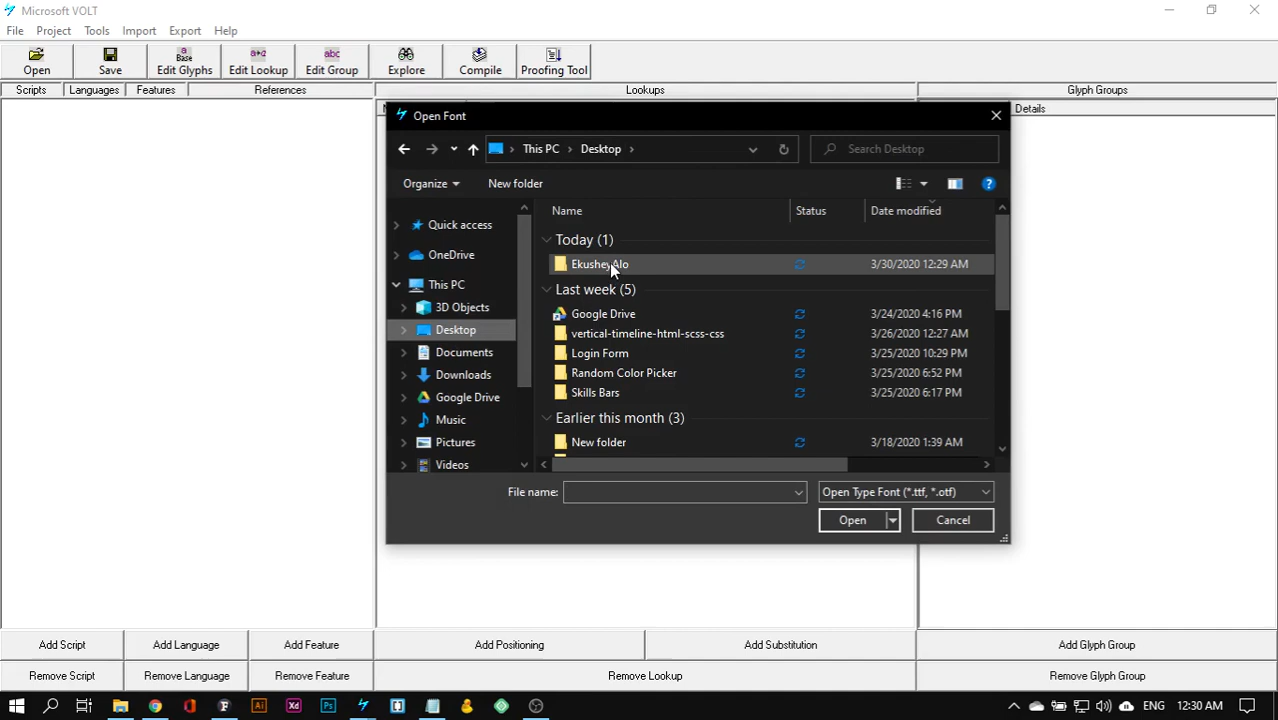 Microsoft VOLT
File Project Tools Import Export Help
Open Save Edit Glyphs Edit Lookup Edit Group Explore Compile Proofing Tool
Scripts Languages Features References Lookups Glyph Groups
Details
Open Font
This PC Desktop
Search Desktop
Organize New folder
Name Status Date modified
Quick access
OneDrive
This PC
3D Objects
Desktop
Documents
Downloads
Google Drive
Music
Pictures
Videos
Today (1)
EkusheyAlo 3/30/2020 12:29 AM
Last week (5)
Google Drive 3/24/2020 4:16 PM
vertical-timeline-html-scss-css 3/26/2020 12:27 AM
Login Form 3/25/2020 10:29 PM
Random Color Picker 3/25/2020 6:52 PM
Skills Bars 3/25/2020 6:17 PM
Earlier this month (3)
New folder 3/18/2020 1:39 AM
File name: Open Type Font (*.ttf, *.otf)
Open Cancel
Add Script Add Language Add Feature Add Positioning Add Substitution Add Glyph Group
Remove Script Remove Language Remove Feature Remove Lookup Remove Glyph Group
ENG 12:30 AM